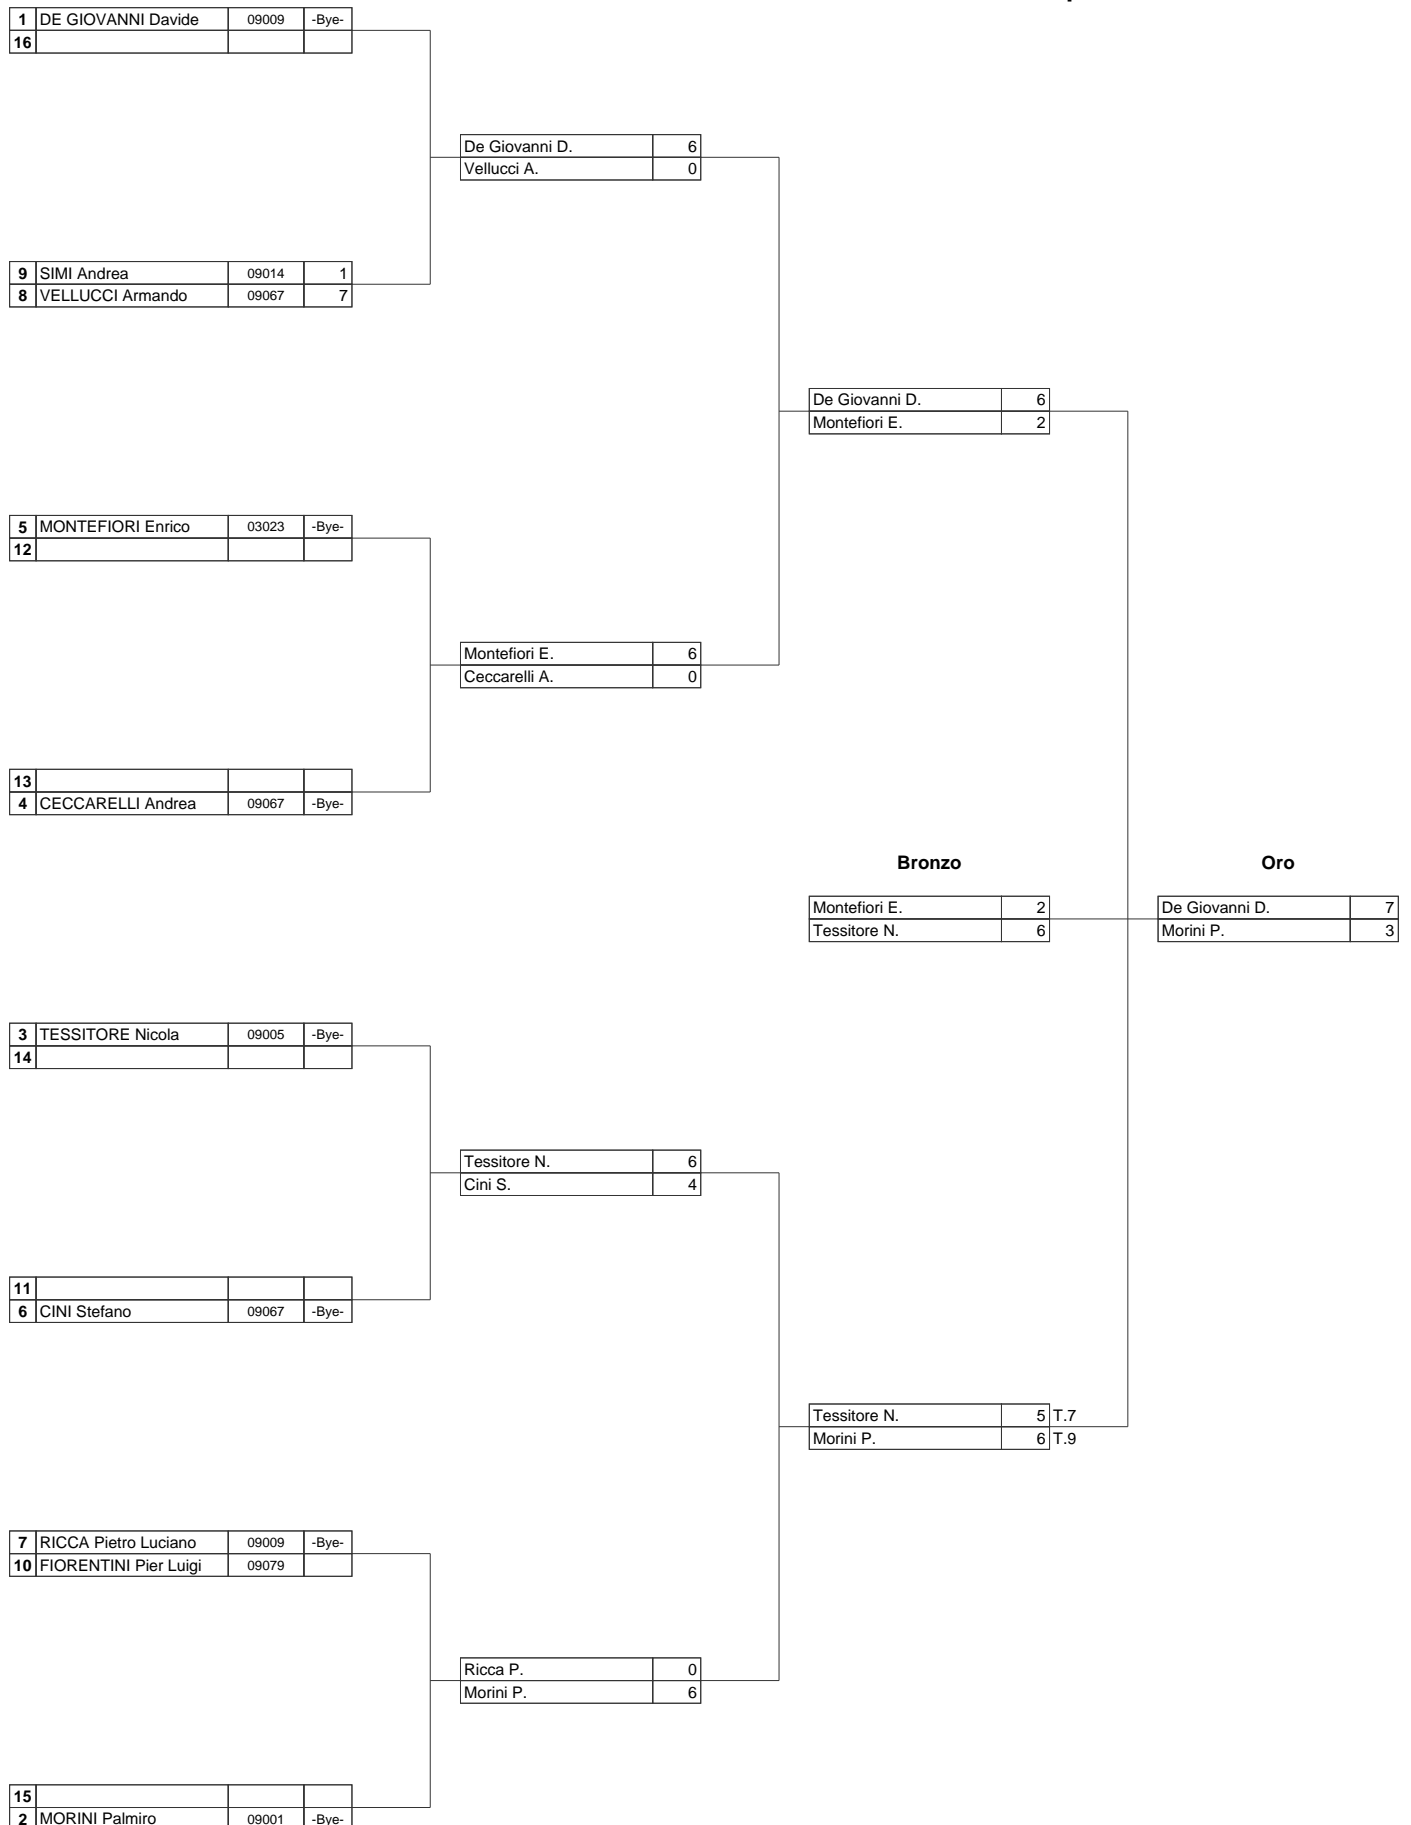 1 DE GIOVANNI Davide 09009 -Bye-
16
De Giovanni D. 6
Vellucci A. 0
9 SIMI Andrea 09014 1
8 VELLUCCI Armando 09067 7
De Giovanni D. 6
Montefiori E. 2
5 MONTEFIORI Enrico 03023 -Bye-
12
Montefiori E. 6
Ceccarelli A. 0
13
4 CECCARELLI Andrea 09067 -Bye-
Bronzo Oro
Montefiori E. 2 De Giovanni D. 7
Tessitore N. 6 Morini P. 3
3 TESSITORE Nicola 09005 -Bye-
14
Tessitore N. 6
Cini S. 4
11
6 CINI Stefano 09067 -Bye-
Tessitore N. 5 T.7
Morini P. 6 T.9
7 RICCA Pietro Luciano 09009 -Bye-
10 FIORENTINI Pier Luigi 09079
Ricca P. 0
Morini P. 6
15
2 MORINI Palmiro 09001 -Bye-